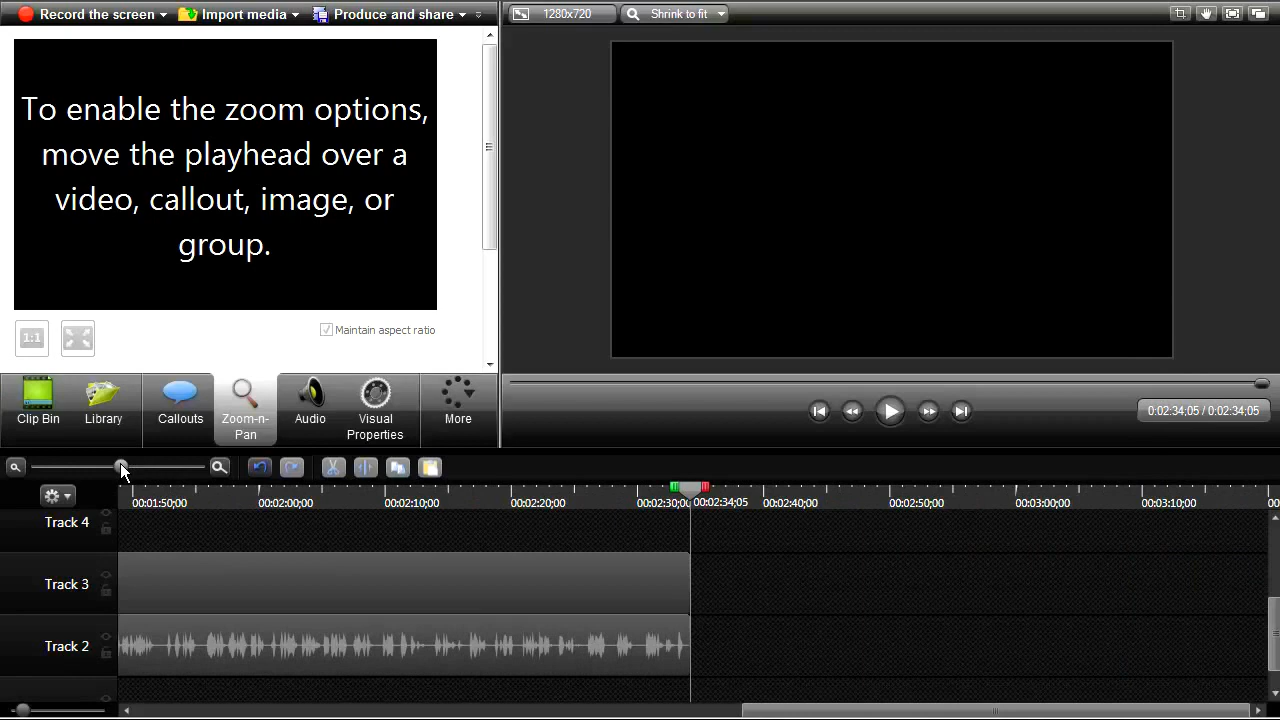 Record the screen
Import media
Produce and share
1280x720
Shrink to fit
To enable the zoom options,
move the playhead over a
video, callout, image, or
group.
1:1
Maintain aspect ratio
Clip Bin
Library
Callouts
Zoom-n-
Pan
Audio
Visual
Properties
More
0:02:34;05 / 0:02:34;05
00:01:50;00
00:02:00;00
00:02:10;00
00:02:20;00
00:02:30;00
00:02:34;05
00:02:40;00
00:02:50;00
00:03:00;00
00:03:10;00
00
Track 4
Track 3
Track 2